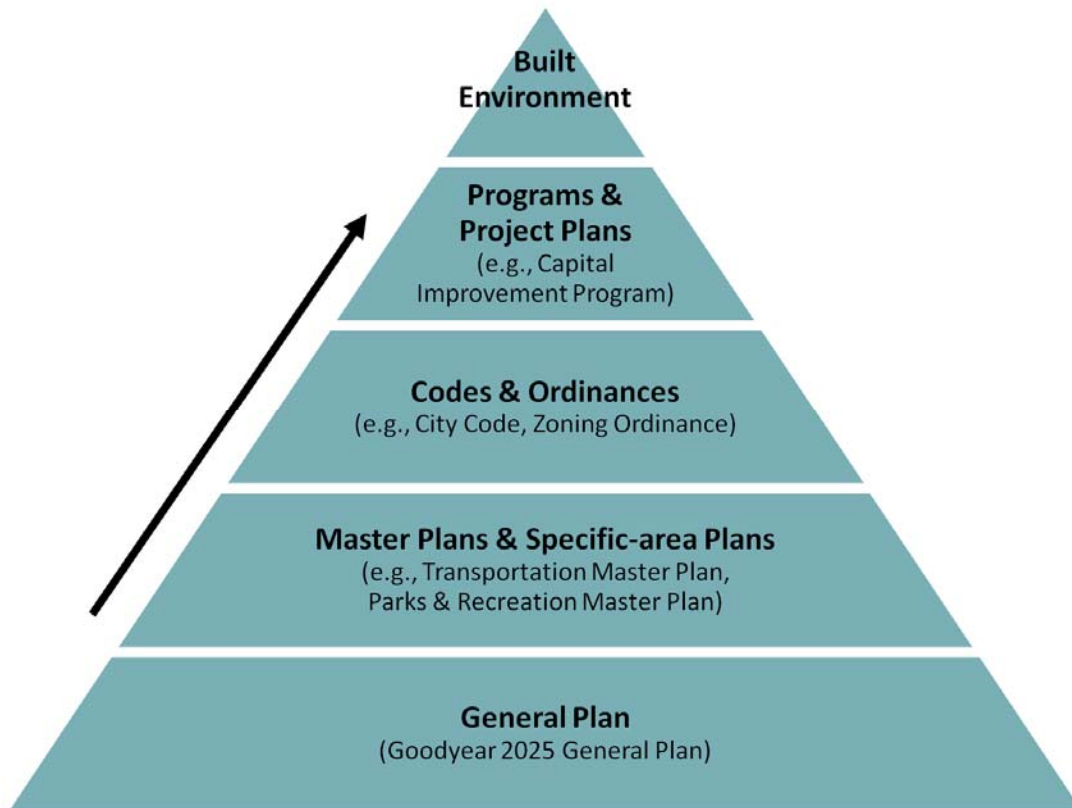 Built
Environment
Programs &
Project Plans
(e.g., Capital
Improvement Program)
Codes & Ordinances
(e.g., City Code, Zoning Ordinance)
Master Plans & Specific-area Plans
(e.g., Transportation Master Plan,
Parks & Recreation Master Plan)
General Plan
(Goodyear 2025 General Plan)